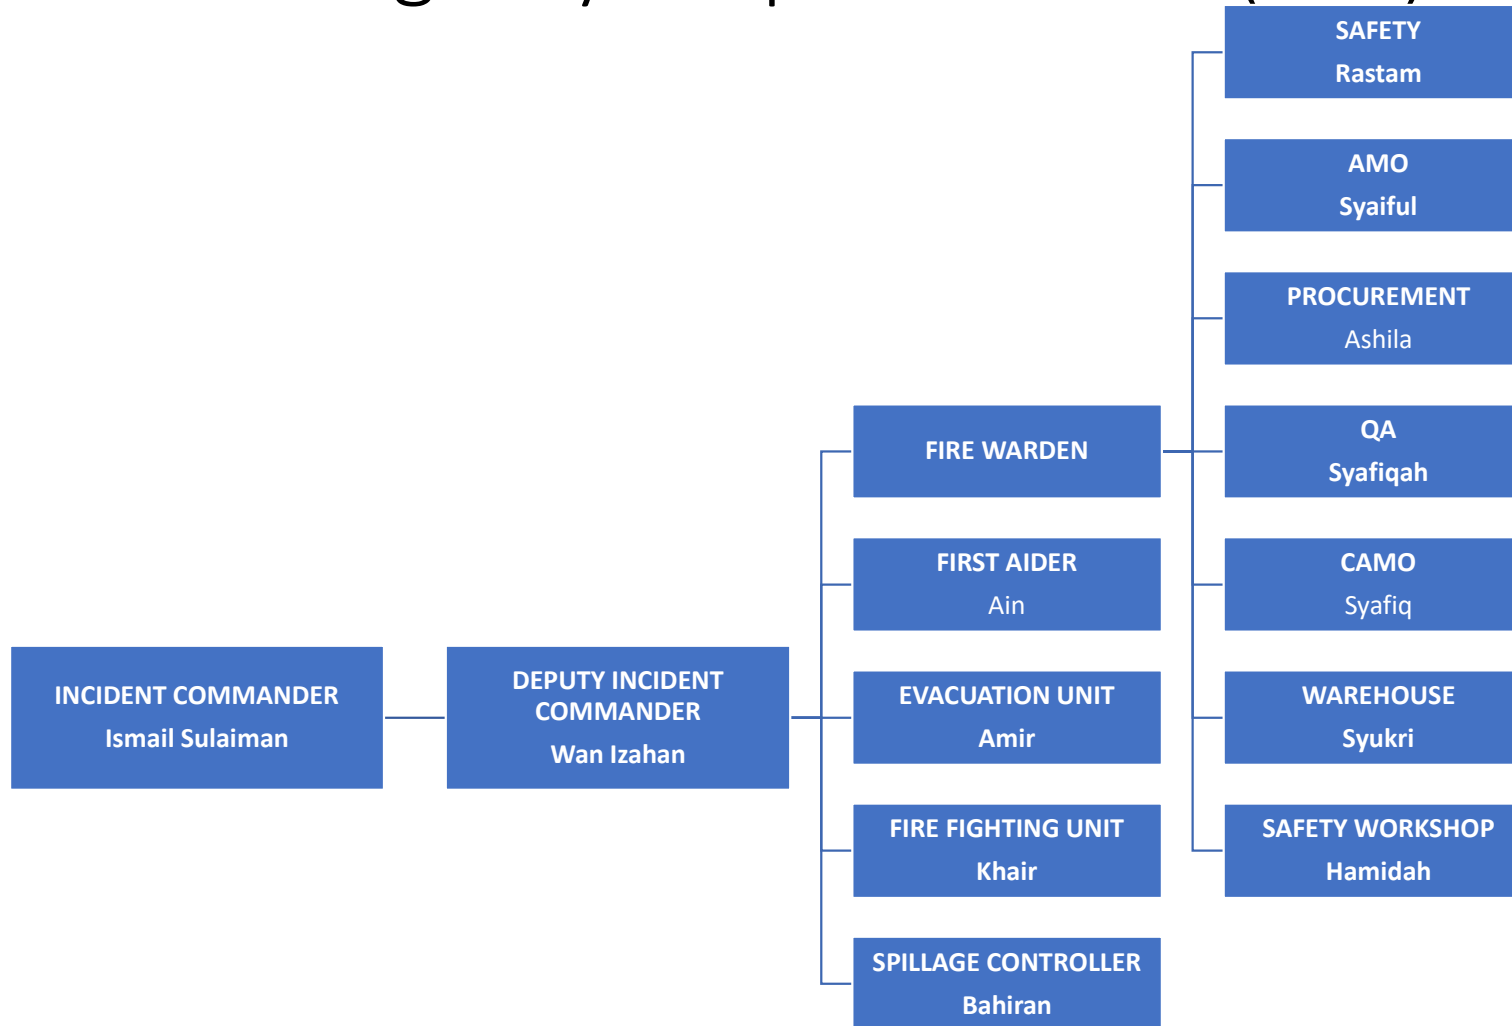 SAFETY
Rastam
AMO
Syaiful
PROCUREMENT
Ashila
FIRE WARDEN
QA
Syafiqah
FIRST AIDER
Ain
CAMO
Syafiq
INCIDENT COMMANDER
Ismail Sulaiman
DEPUTY INCIDENT
COMMANDER
Wan Izahan
EVACUATION UNIT
Amir
WAREHOUSE
Syukri
FIRE FIGHTING UNIT
Khair
SAFETY WORKSHOP
Hamidah
SPILLAGE CONTROLLER
Bahiran